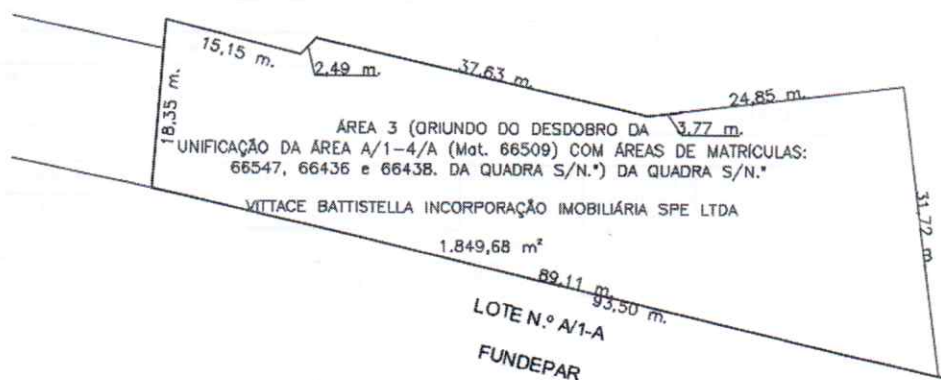 15,15 m.
2,49 m.
37,63 m.
24,85 m.
3,77 m.
18,35 m.
ÁREA 3 (ORIUNDO DO DESDOBRO DA
UNIFICAÇÃO DA ÁREA A/1-4/A (Mat. 66509) COM ÁREAS DE MATRÍCULAS:
66547, 66436 e 66438. DA QUADRA S/N.°) DA QUADRA S/N.°
VITTACE BATTISTELLA INCORPORAÇÃO IMOBILIÁRIA SPE LTDA
1.849,68 m²
31,72 m
89,11 m.
93,50 m.
LOTE N.º A/1-A
FUNDEPAR